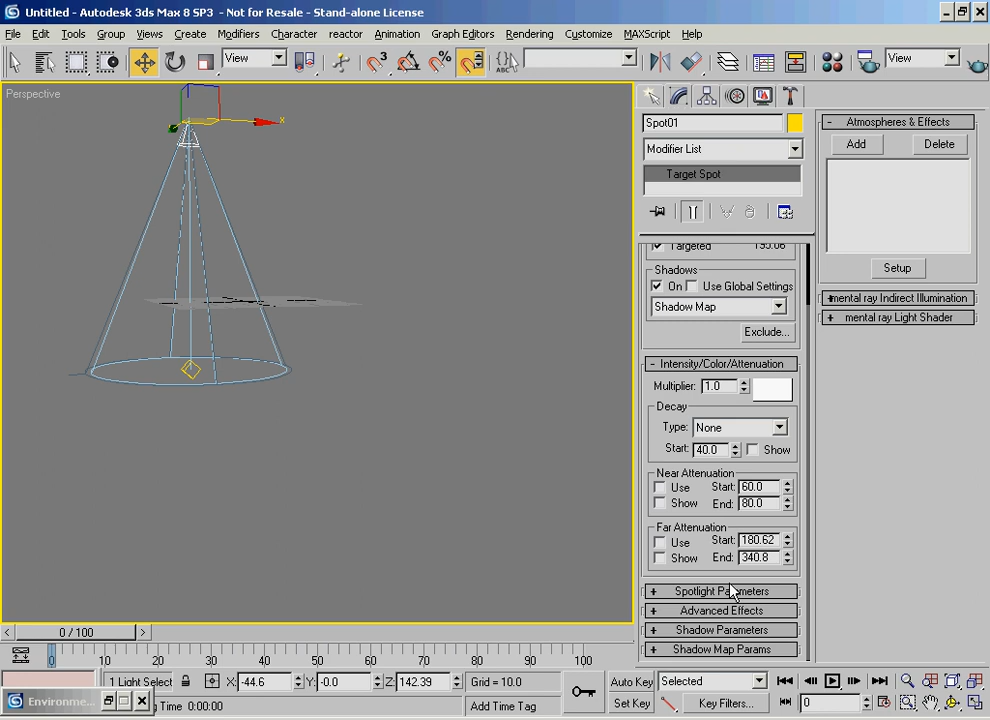 Untitled - Autodesk 3ds Max 8 SP3 - Not for Resale - Stand-alone License
File Edit Tools Group Views Create Modifiers Character reactor Animation Graph Editors Rendering Customize MAXScript Help
View
View
Perspective
x
Spot01
Modifier List
Target Spot
Targeted 195.06
Shadows
On Use Global Settings
Shadow Map
Exclude...
- Intensity/Color/Attenuation
Multiplier: 1.0
Decay
Type: None
Start: 40.0 Show
Near Attenuation
Use Start: 60.0
Show End: 80.0
Far Attenuation
Use Start: 180.62
Show End: 340.8
+ Spotlight Parameters
+ Advanced Effects
+ Shadow Parameters
+ Shadow Map Params
- Atmospheres & Effects
Add Delete
Setup
+ mental ray Indirect Illumination
+ mental ray Light Shader
< 0 / 100 >
0 10 20 30 40 50 60 70 80 90 100
1 Light Select X: -44.6 Y: -0.0 Z: 142.39 Grid = 10.0
Auto Key Selected
Environme...
g Time 0:00:00 Add Time Tag
Set Key Key Filters... 0